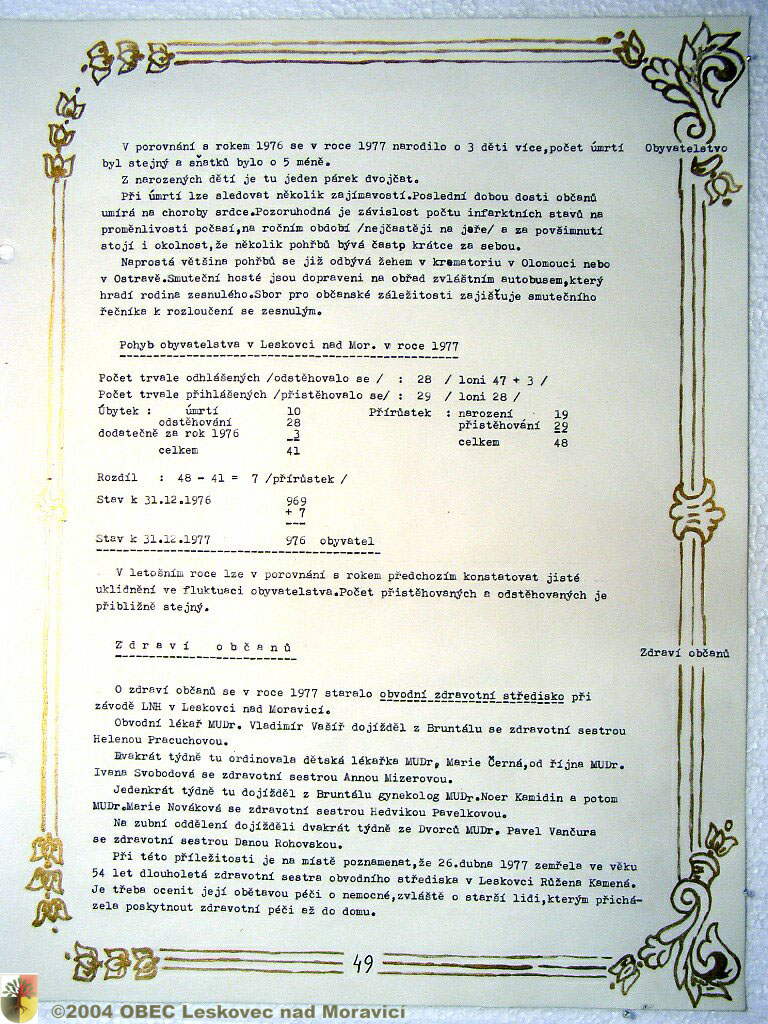 V porovnání s rokem 1976 se v roce 1977 narodilo o 3 děti více,počet úmrtí
Obyvatelstvo
byl stejný a sňatků bylo o 5 méně.
Z narozených dětí je tu jeden párek dvojčat.
Při úmrtí lze sledovat několik zajímavostí.Poslední dobou dosti občanů
umírá na choroby srdce.Pozoruhodná je závislost počtu infarktních stavů na
proměnlivosti počasí,na ročním období /nejčastěji na jaře/ a za povšimnutí
stojí i okolnost,že několik pohřbů bývá často krátce za sebou.
Naprostá většina pohřbů se již odbývá žehem v krematoriu v Olomouci nebo
v Ostravě.Smuteční hosté jsou dopraveni na obřad zvláštním autobusem,který
hradí rodina zesnulého.Sbor pro občanské záležitosti zajišťuje smutečního
řečníka k rozloučení se zesnulým.
Pohyb obyvatelstva v Leskovci nad Mor. v roce 1977
Počet trvale odhlášených /odstěhovalo se / : 28 / loni 47 + 3 /
Počet trvale přihlášených /přistěhovalo se/ : 29 / loni 28 /
Úbytek : úmrtí 10 Přírůstek : narození 19
odstěhování 28 přistěhování 29
dodatečně za rok 1976 3 celkem 48
celkem 41
Rozdíl : 48 - 41 = 7 /přírůstek /
Stav k 31.12.1976 969
+ 7
---
Stav k 31.12.1977 976 obyvatel
V letošním roce lze v porovnání s rokem předchozím konstatovat jisté
uklidnění ve fluktuaci obyvatelstva.Počet přistěhovaných a odstěhovaných je
přibližně stejný.
Z d r a v í o b č a n ů
Zdraví občanů
O zdraví občanů se v roce 1977 staralo obvodní zdravotní středisko při
závodě LNH v Leskovci nad Moravicí.
Obvodní lékař MUDr. Vladimír Vašíř dojížděl z Bruntálu se zdravotní sestrou
Helenou Pracuchovou.
Dvakrát týdně tu ordinovala dětská lékařka MUDr, Marie Černá,od října MUDr.
Ivana Svobodová se zdravotní sestrou Annou Mizerovou.
Jedenkrát týdně tu dojížděl z Bruntálu gynekolog MUDr.Noer Kamidin a potom
MUDr.Marie Nováková se zdravotní sestrou Hedvikou Pavelkovou.
Na zubní oddělení dojížděli dvakrát týdně ze Dvorců MUDr. Pavel Vančura
se zdravotní sestrou Danou Rohovskou.
Při této příležitosti je na místě poznamenat,že 26.dubna 1977 zemřela ve věku
54 let dlouholetá zdravotní sestra obvodního střediska v Leskovci Růžena Kamená.
Je třeba ocenit její obětavou péči o nemocné,zvláště o starší lidi,kterým přichá-
zela poskytnout zdravotní péči až do domu.
49
©2004 OBEC Leskovec nad Moravicí